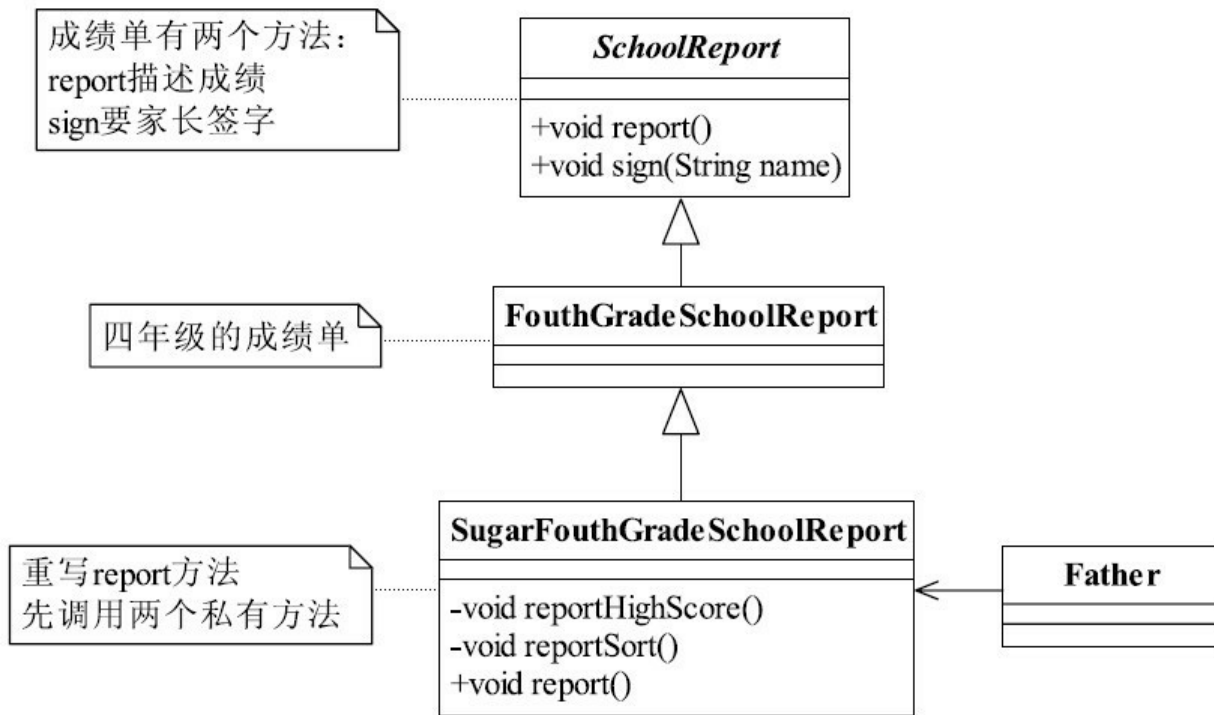 成绩单有两个方法：
report描述成绩
sign要家长签字
SchoolReport
+void report()
+void sign(String name)
四年级的成绩单
FouthGradeSchoolReport
重写report方法
先调用两个私有方法
SugarFouthGradeSchoolReport
-void reportHighScore()
-void reportSort()
+void report()
Father